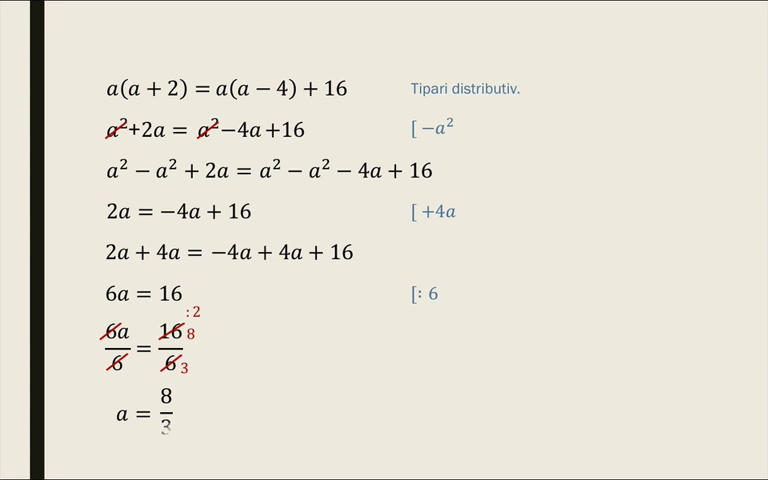 a(a + 2) = a(a − 4) + 16 Tipari distributiv.
a²+2a = a²−4a+16 [ −a²
a² − a² + 2a = a² − a² − 4a + 16
2a = −4a + 16 [ +4a
2a + 4a = −4a + 4a + 16
6a = 16 [: 6
:2
6a/6 = 16/6 8 3
a = 8/3